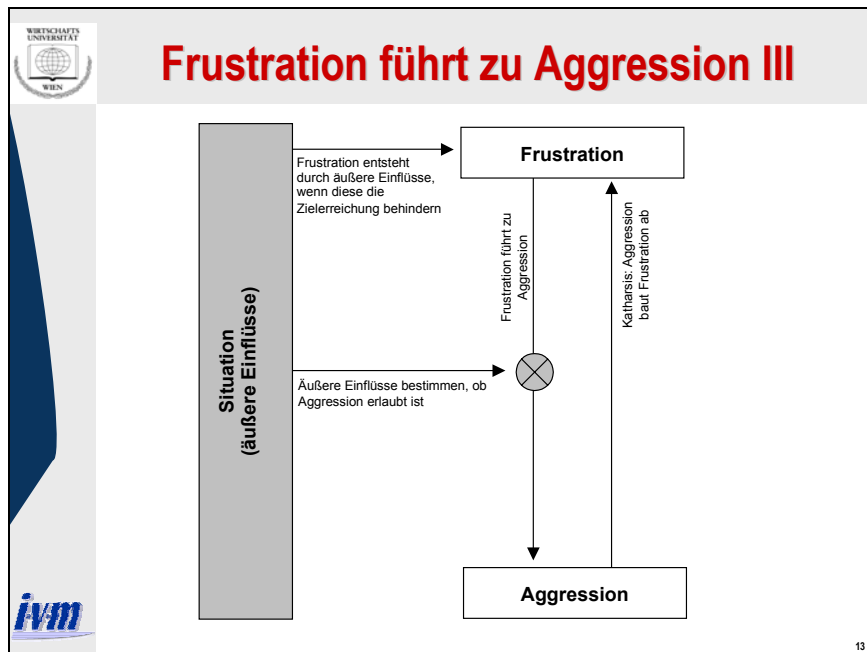 WIRTSCHAFTS
UNIVERSITÄT
WIEN
Frustration führt zu Aggression III
Situation
(äußere Einflüsse)
Frustration entsteht
durch äußere Einflüsse,
wenn diese die
Zielerreichung behindern
Frustration
Frustration führt zu
Aggression
Katharsis: Aggression
baut Frustration ab
Äußere Einflüsse bestimmen, ob
Aggression erlaubt ist
Aggression
ivm
13